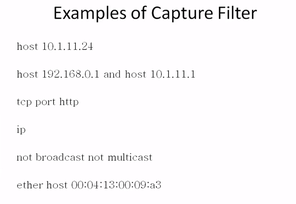 Examples of Capture Filter
host 10.1.11.24
host 192.168.0.1 and host 10.1.11.1
tcp port http
ip
not broadcast not multicast
ether host 00:04:13:00:09:a3